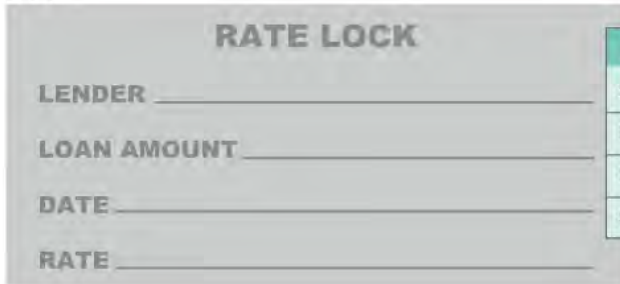 RATE LOCK
LENDER
LOAN AMOUNT
DATE
RATE